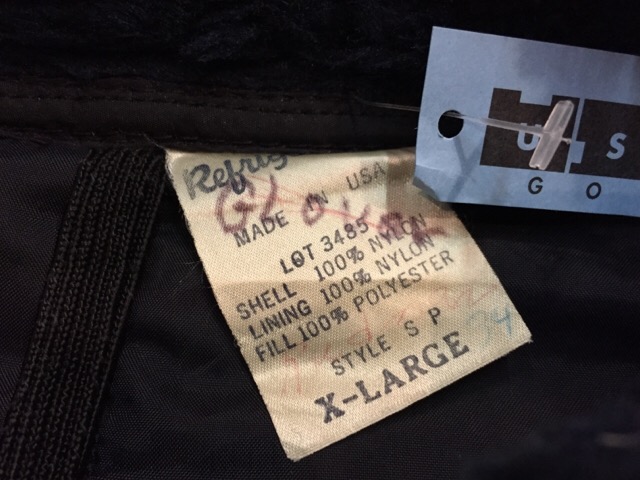 Refrig
MADE IN USA
LOT 3485
SHELL 100% NYLON
LINING 100% NYLON
FILL 100% POLYESTER
STYLE S P
X-LARGE
U S
G O